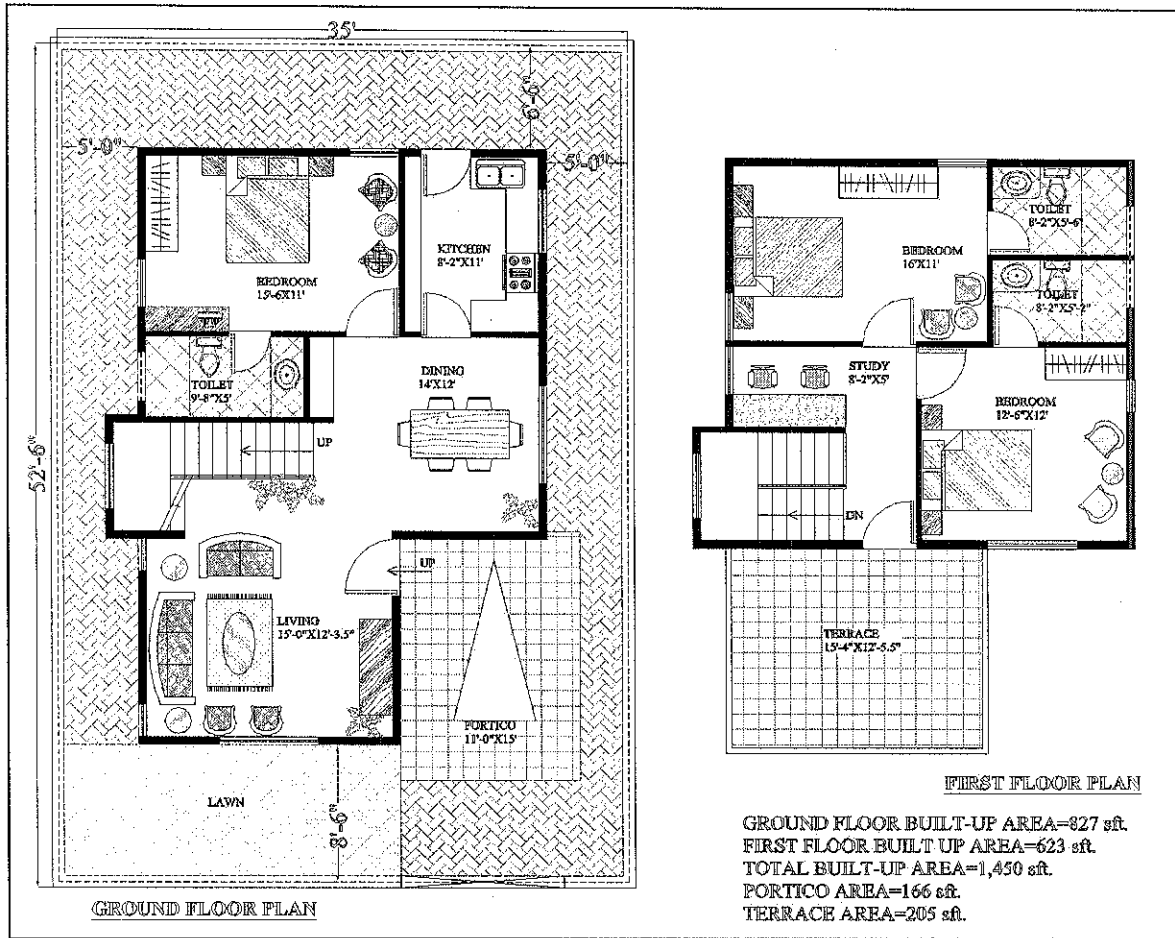 35'
6'-6"
5'-0"
5'-0"
52'-6"
BEDROOM
15'-6X11'
KITCHEN
8'-2"X11'
TOILET
9'-8"X5'
DINING
14'X12'
UP
UP
LIVING
15'-0"X12'-3.5"
PORTICO
11'-0"X15'
LAWN
8'-6"
GROUND FLOOR PLAN
BEDROOM
16'X11'
TOILET
8'-2"X5'-6"
TOILET
8'-2"X5'-2"
STUDY
8'-2"X5'
BEDROOM
12'-6"X12'
DN
TERRACE
15'-4"X12'-5.5"
FIRST FLOOR PLAN
GROUND FLOOR BUILT-UP AREA=827 sft.
FIRST FLOOR BUILT UP AREA=623 sft.
TOTAL BUILT-UP AREA=1,450 sft.
PORTICO AREA=166 sft.
TERRACE AREA=205 sft.